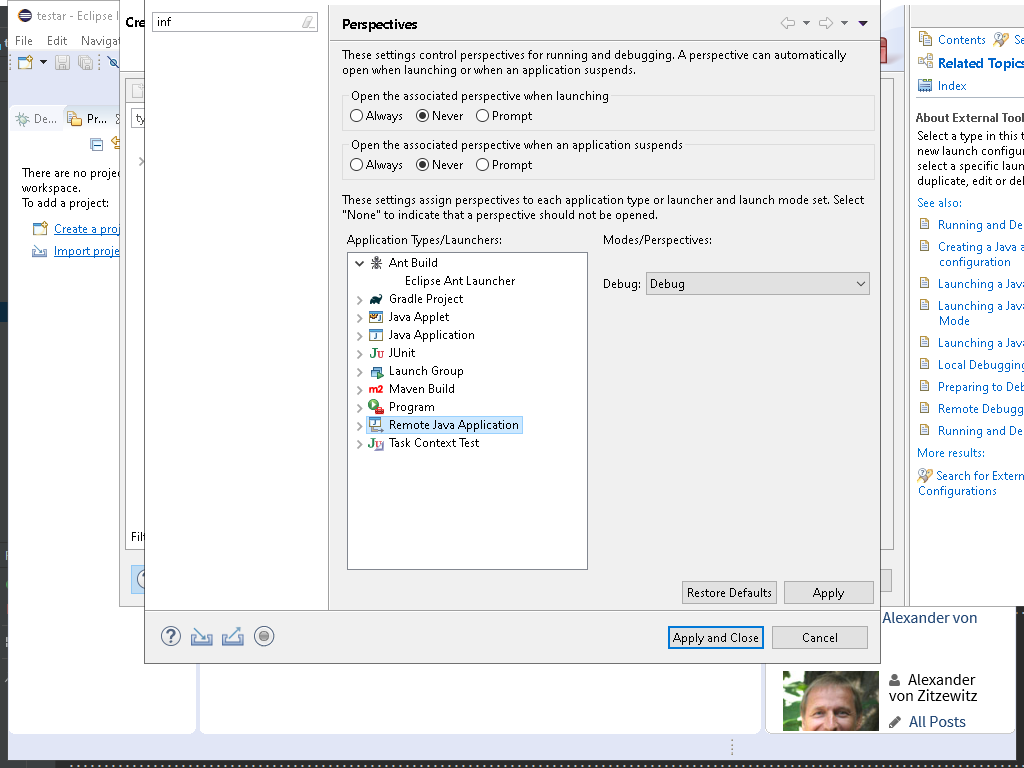 testar - Eclipse
File Edit Navigat
De...
Pr...
There are no proje
workspace.
To add a project:
Create a proj
Import proje
Cre
ty
Filt
inf
Perspectives
These settings control perspectives for running and debugging. A perspective can automatically
open when launching or when an application suspends.
Open the associated perspective when launching
Always Never Prompt
Open the associated perspective when an application suspends
Always Never Prompt
These settings assign perspectives to each application type or launcher and launch mode set. Select
"None" to indicate that a perspective should not be opened.
Application Types/Launchers:
Ant Build
Eclipse Ant Launcher
Gradle Project
Java Applet
Java Application
JUnit
Launch Group
m2 Maven Build
Program
Remote Java Application
Task Context Test
Modes/Perspectives:
Debug: Debug
Restore Defaults Apply
Apply and Close Cancel
Contents Se
Related Topics
Index
About External Tool
Select a type in this t
new launch configur
select a specific laun
duplicate, edit or del
See also:
Running and De
Creating a Java a
configuration
Launching a Java
Launching a Java
Mode
Launching a Java
Local Debugging
Preparing to Deb
Remote Debugg
Running and De
More results:
Search for Extern
Configurations
Alexander von
Alexander
von Zitzewitz
All Posts